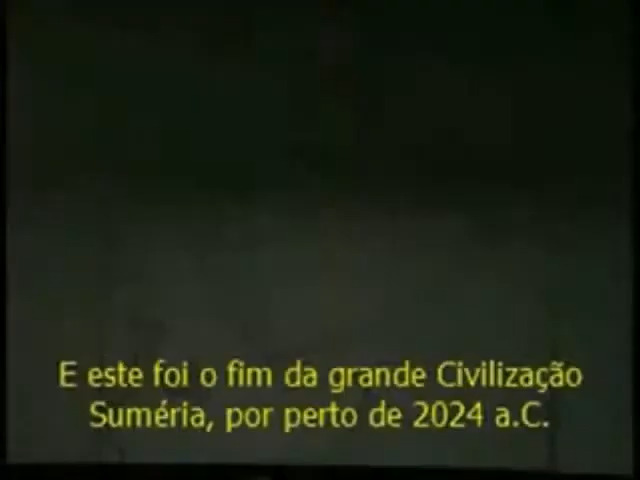 E este foi o fim da grande Civilização
Suméria, por perto de 2024 a.C.